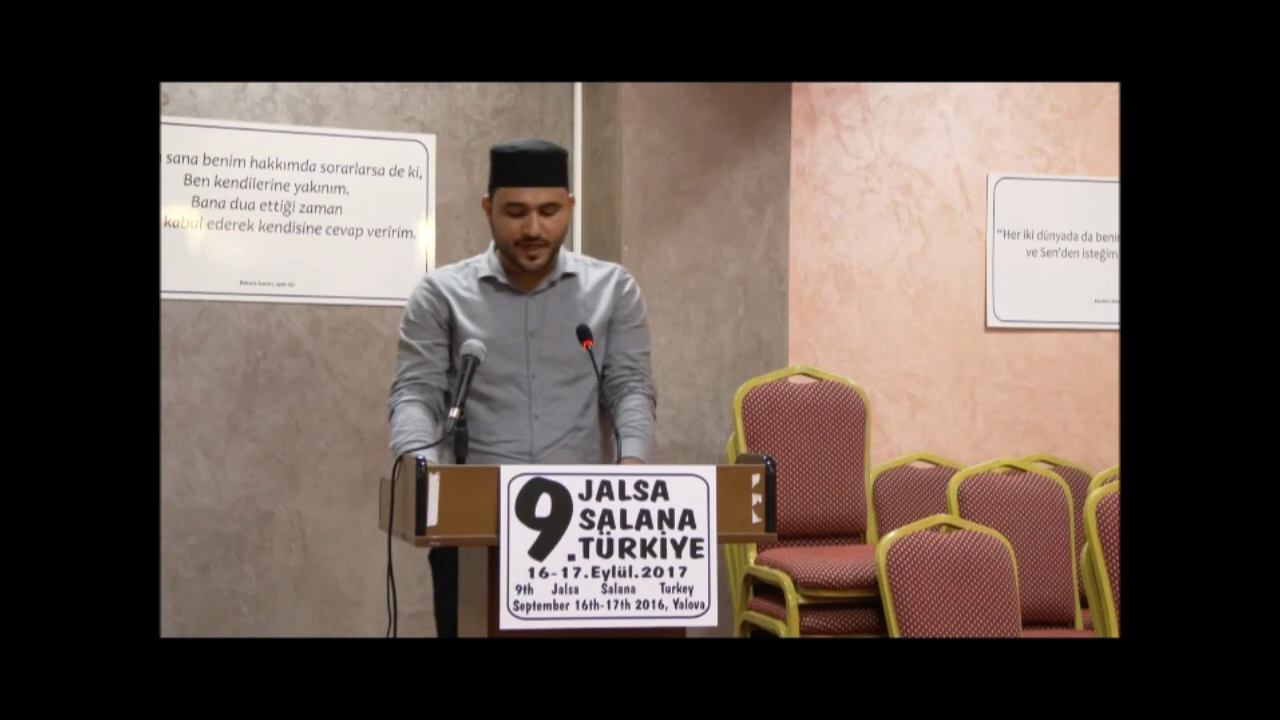 sana benim hakkımda sorarlarsa de ki,
Ben kendilerine yakınım.
Bana dua ettiği zaman
kabul ederek kendisine cevap veririm.
"Her iki dünyada da beni
ve Sen'den isteğim
9. JALSA
SALANA
TÜRKİYE
16-17.Eylül.2017
9th Jalsa Salana Turkey
September 16th-17th 2016, Yalova